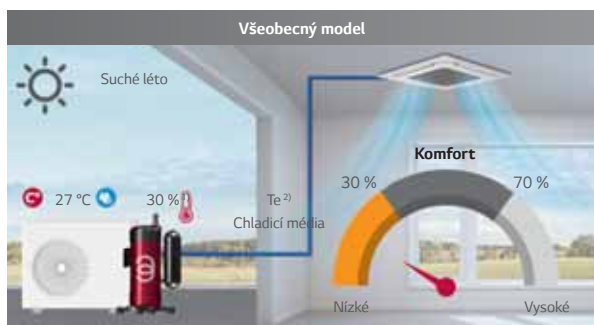 Všeobecný model
Suché léto
Komfort
27 °C
30 %
Te 2)
Chladicí média
30 %
70 %
Nízké
Vysoké